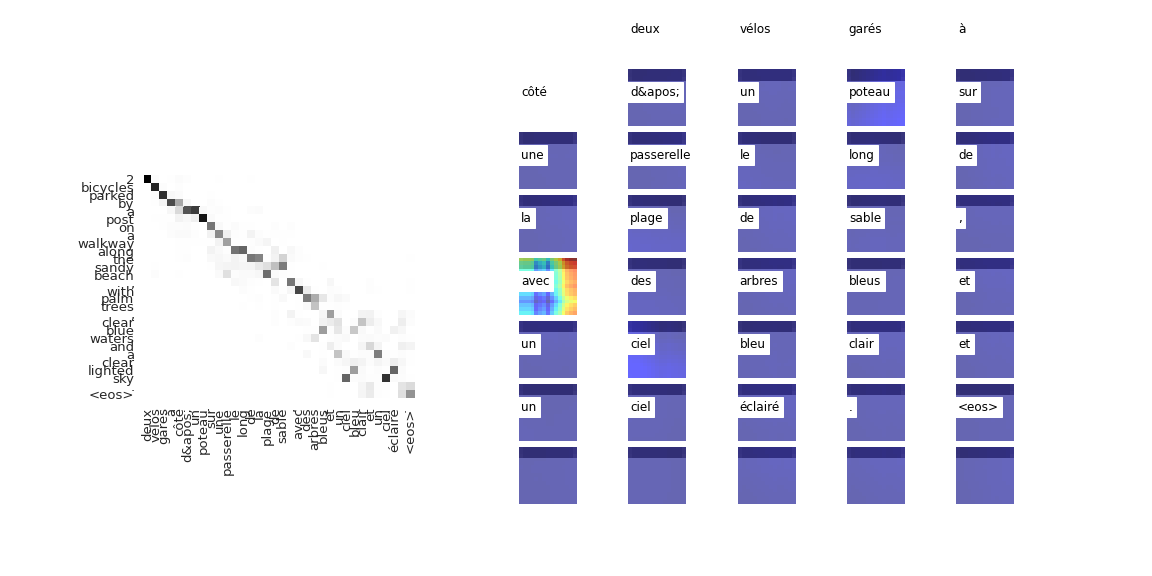 2
bicycles
parked
by
a
post
on
a
walkway
along
the
sandy
beach
,
with
palm
trees
,
clear
blue
waters
and
a
clear
lighted
sky
.
<eos>
deux
vélos
garés
à
côté
d&apos;
un
poteau
sur
une
passerelle
le
long
de
la
plage
de
sable
,
avec
des
arbres
bleus
et
un
ciel
bleu
clair
et
un
ciel
éclairé
.
<eos>
deux vélos garés à
côté d&apos; un poteau sur
une passerelle le long de
la plage de sable ,
avec des arbres bleus et
un ciel bleu clair et
un ciel éclairé . <eos>